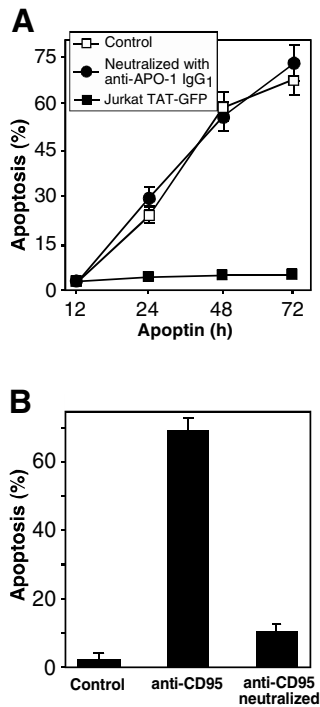 A
Control
Neutralized with
anti-APO-1 IgG1
Jurkat TAT-GFP
Apoptosis (%)
75
60
45
30
15
0
12 24 48 72
Apoptin (h)
B
Apoptosis (%)
60
40
20
0
Control anti-CD95 anti-CD95
neutralized